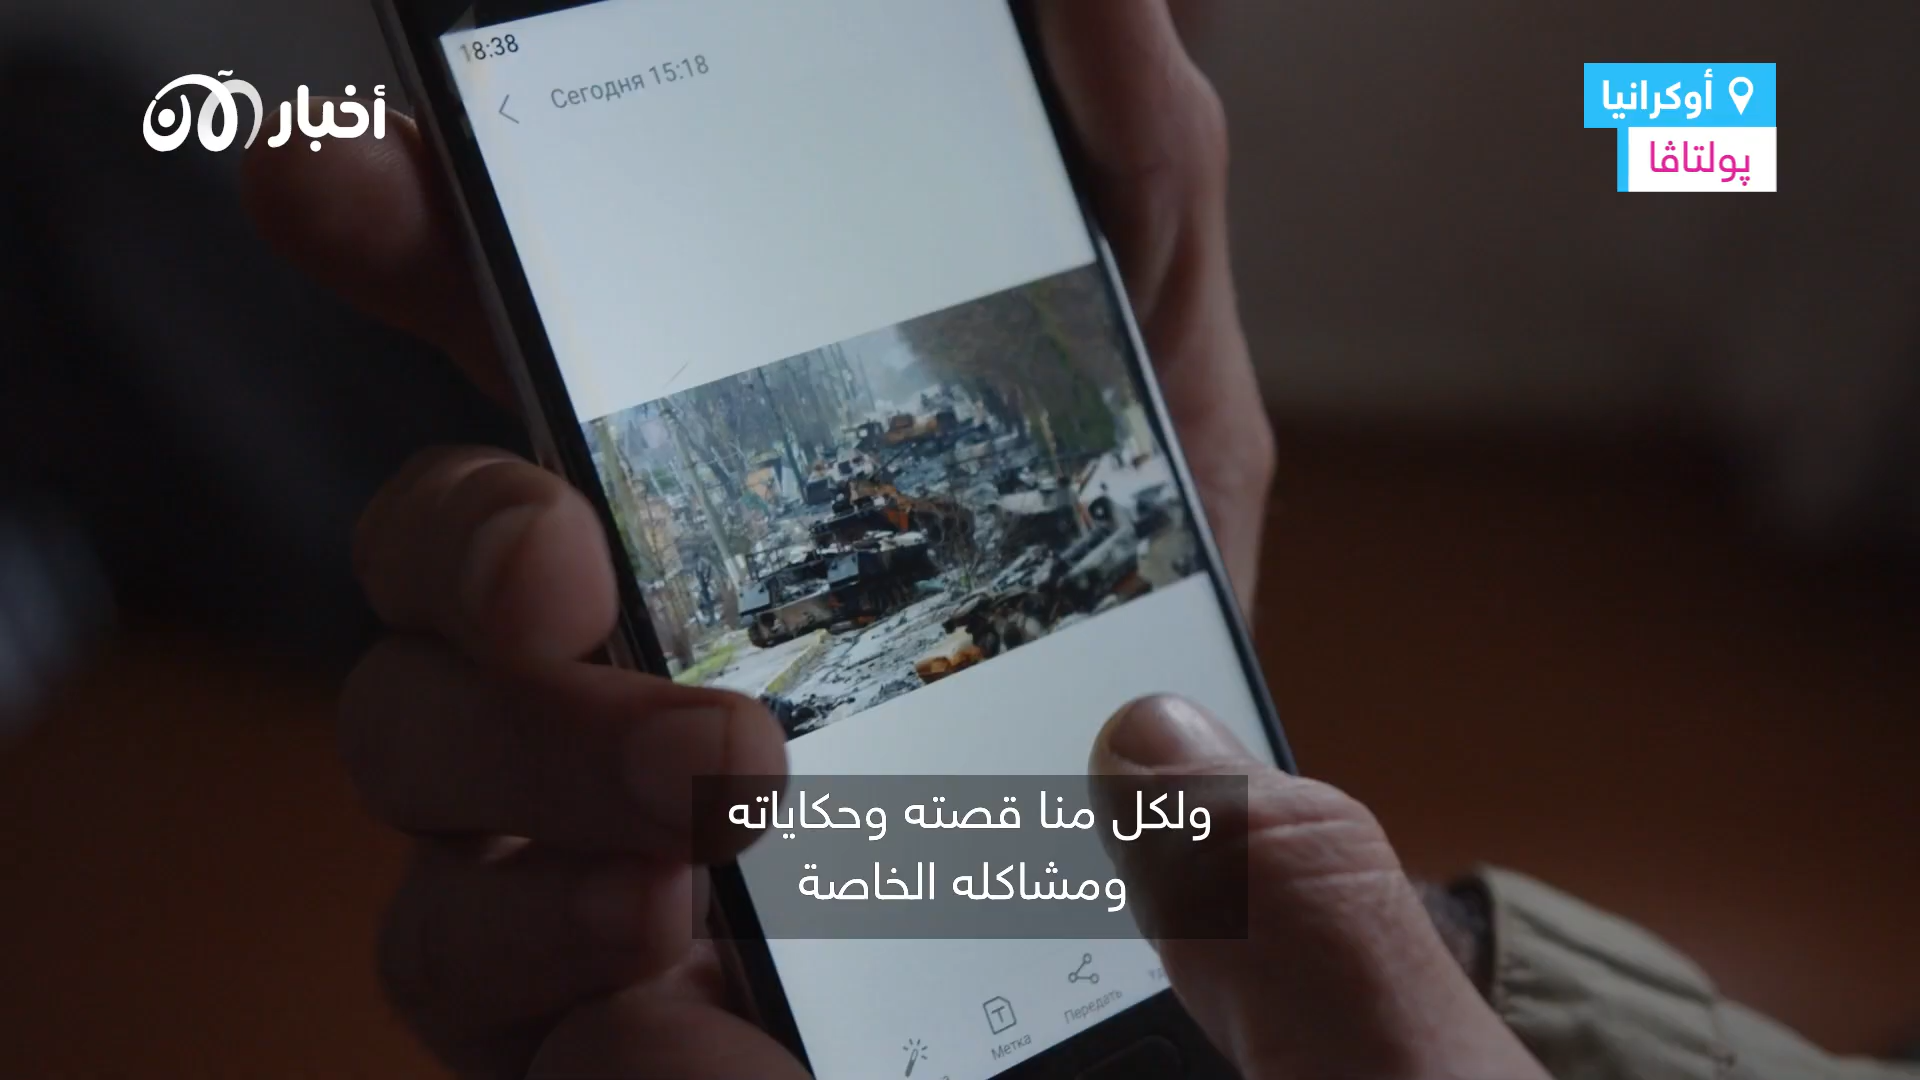 18:38
Сегодня 15:18
أخبار الآن
أوكرانيا
پولتاڤا
ولكل منا قصته وحكاياته
ومشاكله الخاصة
Передать
Метка